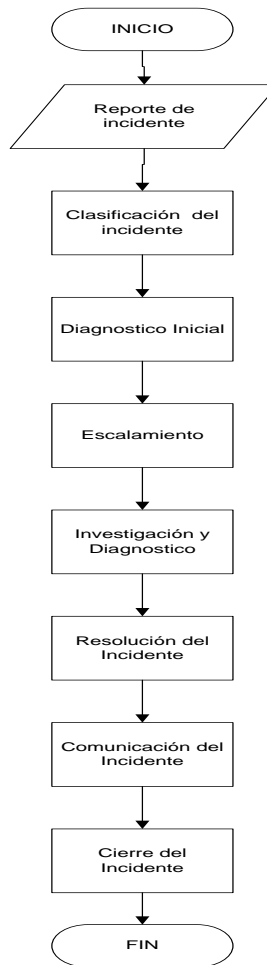 INICIO
Reporte de
incidente
Clasificación del
incidente
Diagnostico Inicial
Escalamiento
Investigación y
Diagnostico
Resolución del
Incidente
Comunicación del
Incidente
Cierre del
Incidente
FIN